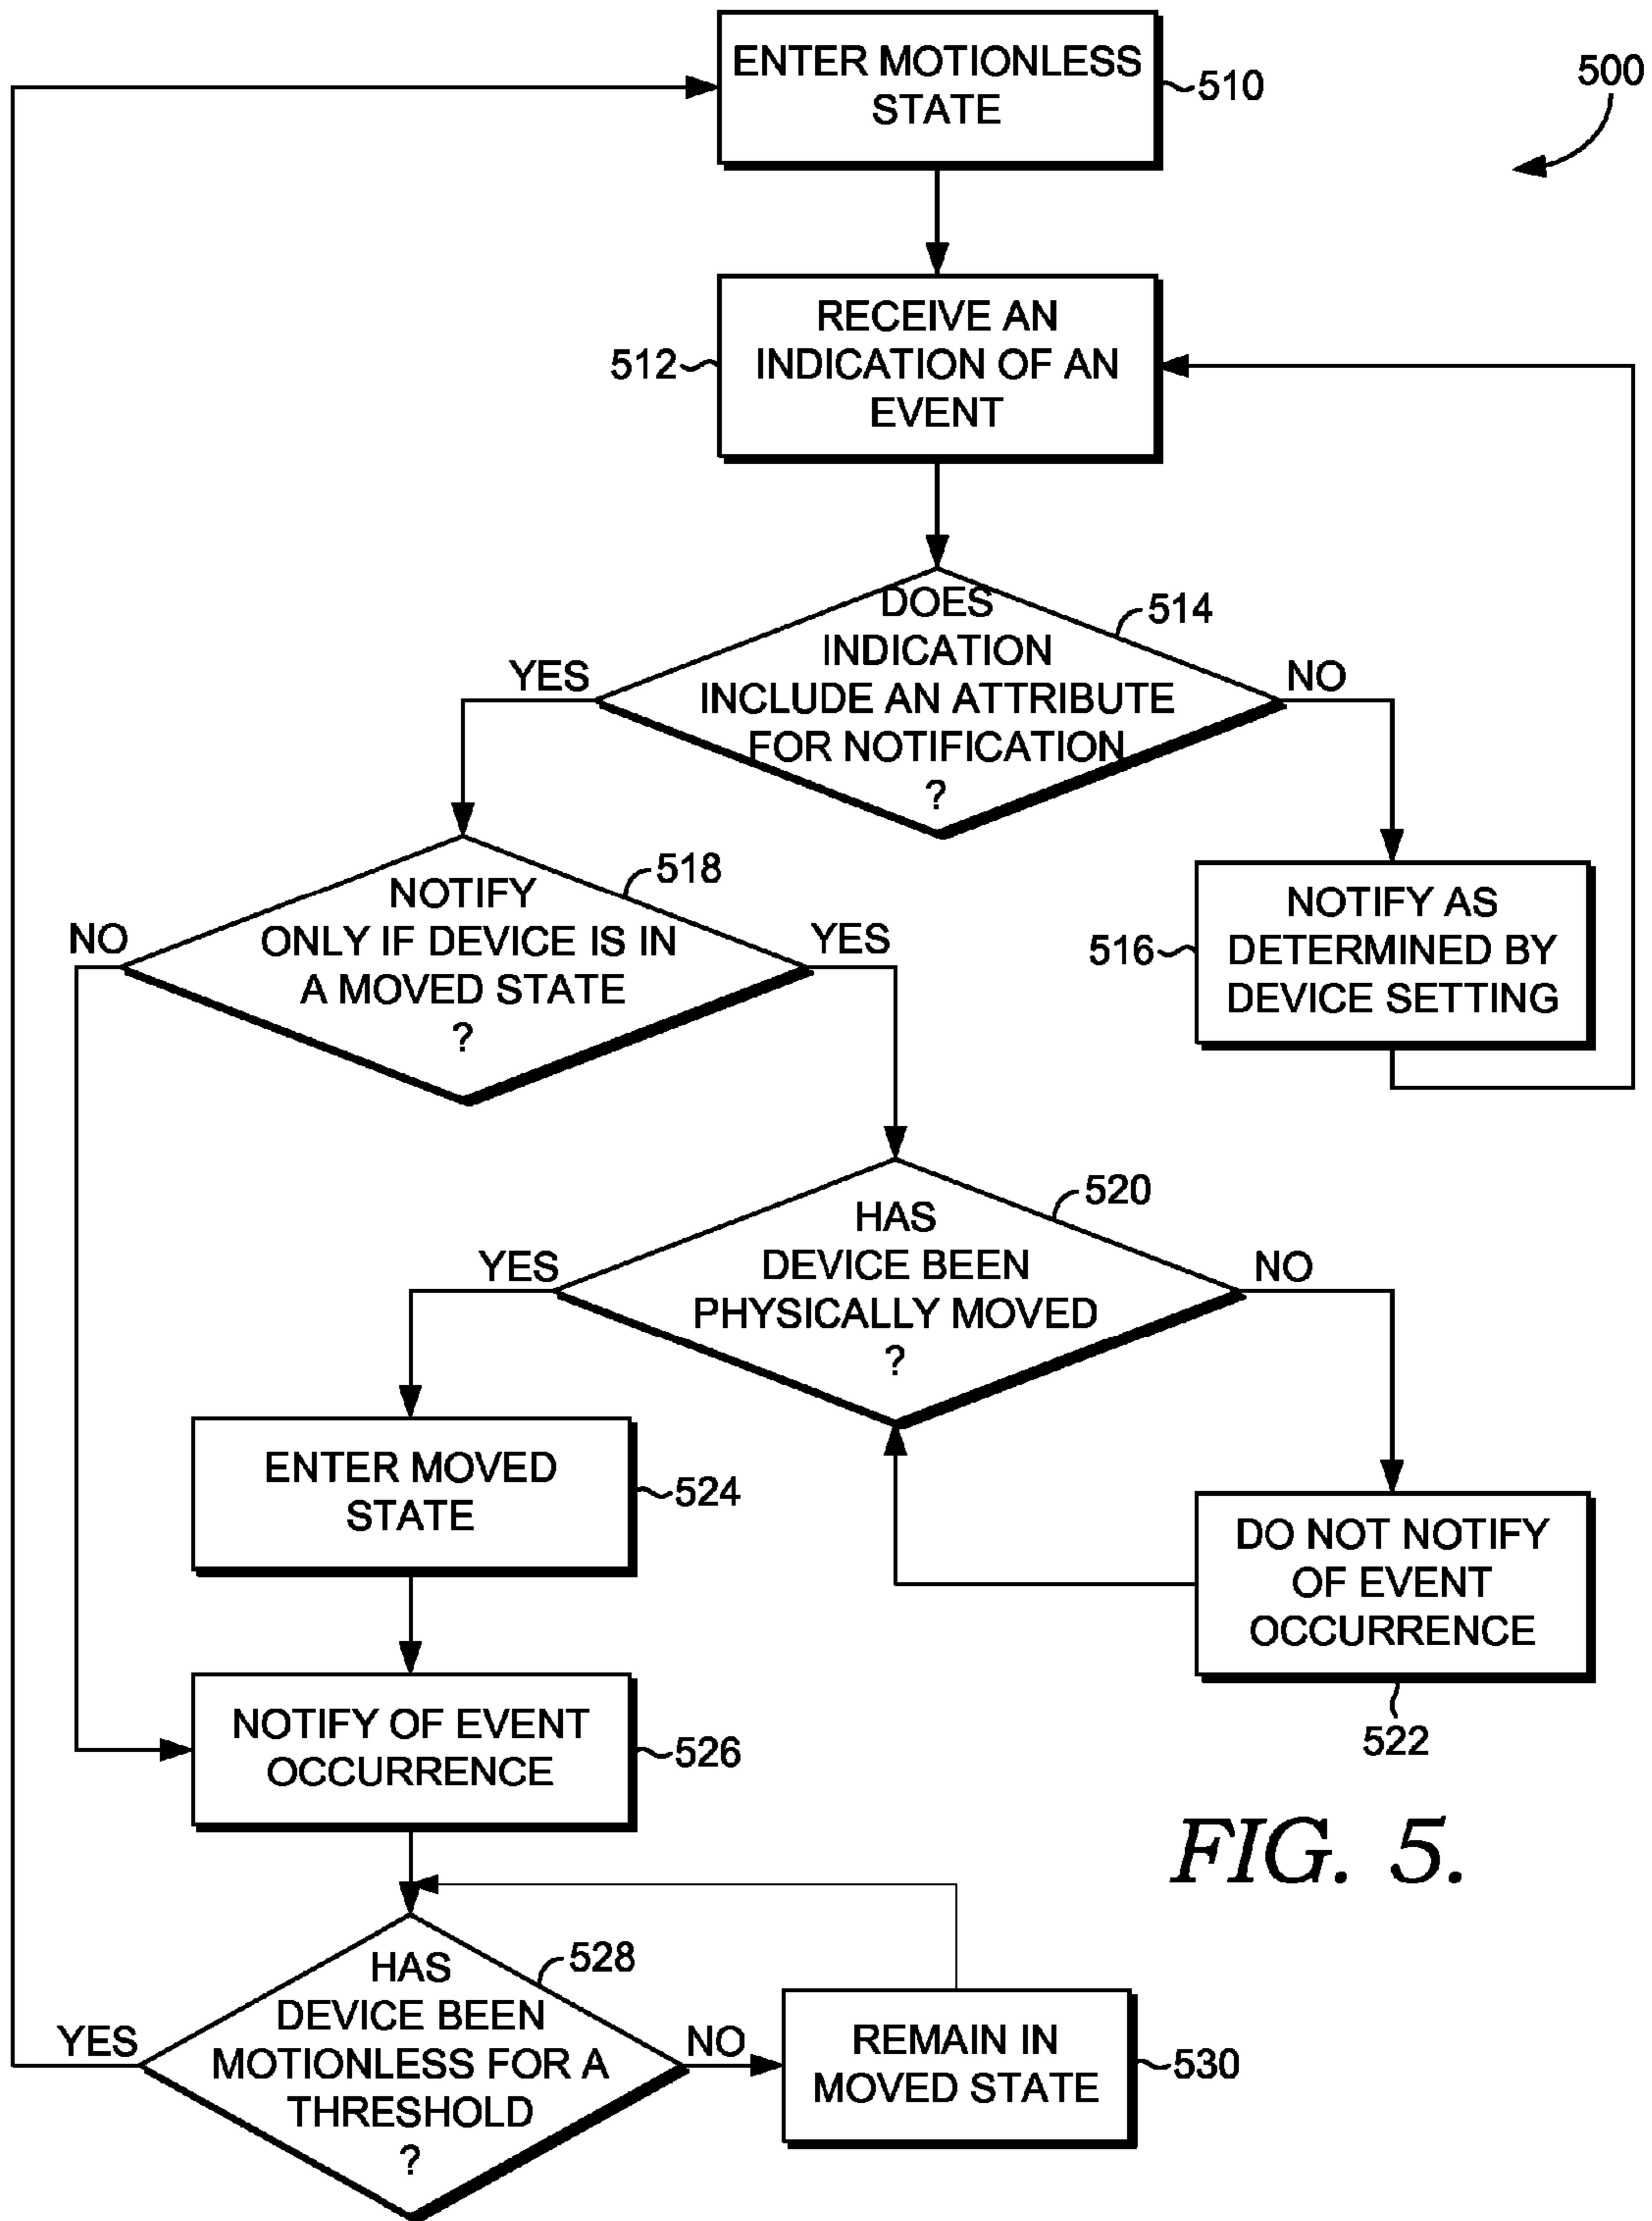 ENTER MOTIONLESS
STATE
510
500
RECEIVE AN
INDICATION OF AN
EVENT
512
DOES
INDICATION
INCLUDE AN ATTRIBUTE
FOR NOTIFICATION
?
514
YES
NO
NOTIFY
ONLY IF DEVICE IS IN
A MOVED STATE
?
518
NO
YES
NOTIFY AS
DETERMINED BY
DEVICE SETTING
516
HAS
DEVICE BEEN
PHYSICALLY MOVED
?
520
YES
NO
ENTER MOVED
STATE
524
DO NOT NOTIFY
OF EVENT
OCCURRENCE
522
NOTIFY OF EVENT
OCCURRENCE
526
FIG. 5.
HAS
DEVICE BEEN
MOTIONLESS FOR A
THRESHOLD
?
528
YES
NO
REMAIN IN
MOVED STATE
530